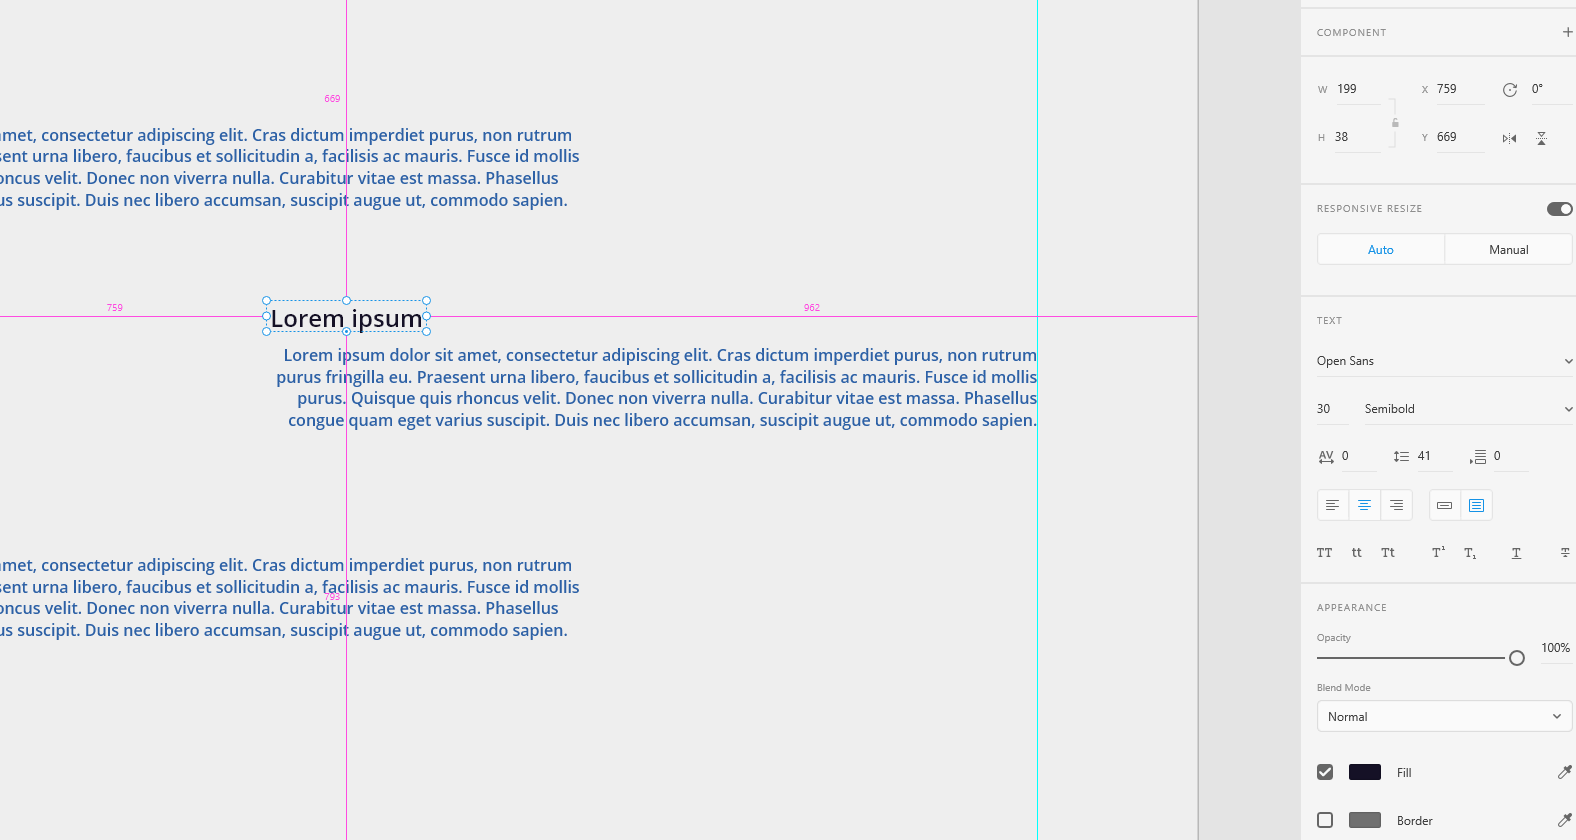 669
met, consectetur adipiscing elit. Cras dictum imperdiet purus, non rutrum
sent urna libero, faucibus et sollicitudin a, facilisis ac mauris. Fusce id mollis
oncus velit. Donec non viverra nulla. Curabitur vitae est massa. Phasellus
us suscipit. Duis nec libero accumsan, suscipit augue ut, commodo sapien.
759
962
Lorem ipsum
Lorem ipsum dolor sit amet, consectetur adipiscing elit. Cras dictum imperdiet purus, non rutrum
purus fringilla eu. Praesent urna libero, faucibus et sollicitudin a, facilisis ac mauris. Fusce id mollis
purus. Quisque quis rhoncus velit. Donec non viverra nulla. Curabitur vitae est massa. Phasellus
congue quam eget varius suscipit. Duis nec libero accumsan, suscipit augue ut, commodo sapien.
met, consectetur adipiscing elit. Cras dictum imperdiet purus, non rutrum
sent urna libero, faucibus et sollicitudin a, facilisis ac mauris. Fusce id mollis
793
oncus velit. Donec non viverra nulla. Curabitur vitae est massa. Phasellus
us suscipit. Duis nec libero accumsan, suscipit augue ut, commodo sapien.
COMPONENT +
W 199 X 759 0°
H 38 Y 669
RESPONSIVE RESIZE
Auto Manual
TEXT
Open Sans
30 Semibold
AV 0 41 0
TT tt Tt T¹ T₁ T T
APPEARANCE
Opacity
100%
Blend Mode
Normal
Fill
Border